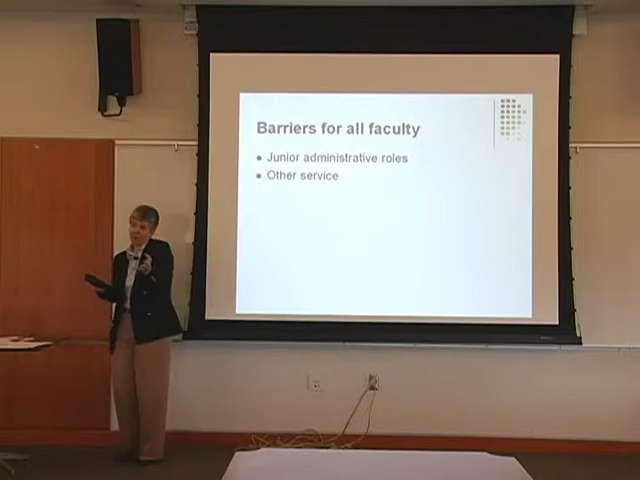 Barriers for all faculty
● Junior administrative roles
● Other service